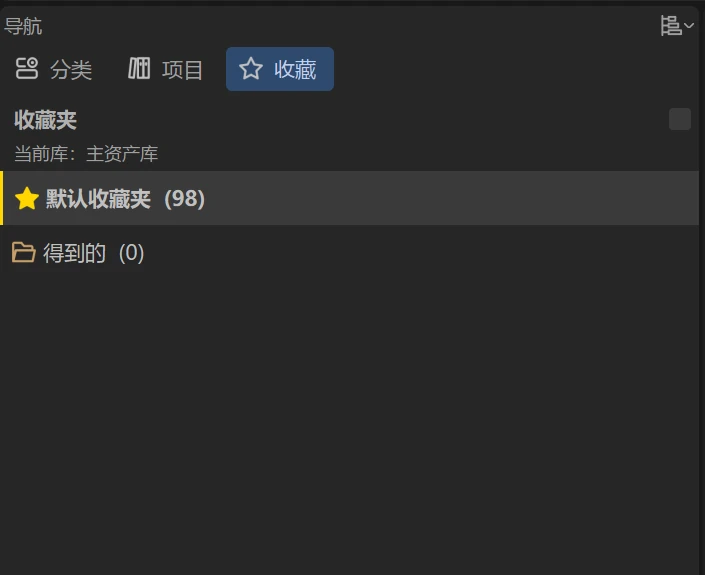 导航
分类 项目 收藏
收藏夹
当前库：主资产库
默认收藏夹 (98)
得到的 (0)